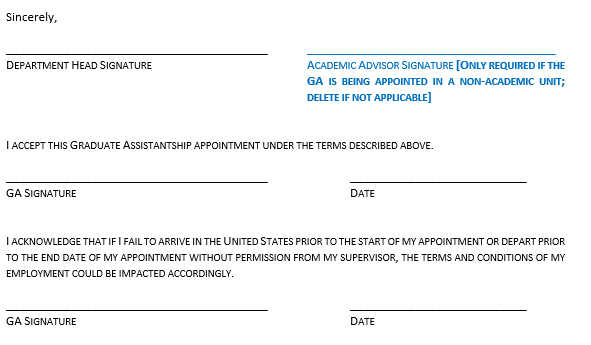 Sincerely,
DEPARTMENT HEAD SIGNATURE
ACADEMIC ADVISOR SIGNATURE [ONLY REQUIRED IF THE
GA IS BEING APPOINTED IN A NON-ACADEMIC UNIT;
DELETE IF NOT APPLICABLE]
I ACCEPT THIS GRADUATE ASSISTANTSHIP APPOINTMENT UNDER THE TERMS DESCRIBED ABOVE.
GA SIGNATURE DATE
I ACKNOWLEDGE THAT IF I FAIL TO ARRIVE IN THE UNITED STATES PRIOR TO THE START OF MY APPOINTMENT OR DEPART PRIOR
TO THE END DATE OF MY APPOINTMENT WITHOUT PERMISSION FROM MY SUPERVISOR, THE TERMS AND CONDITIONS OF MY
EMPLOYMENT COULD BE IMPACTED ACCORDINGLY.
GA SIGNATURE DATE